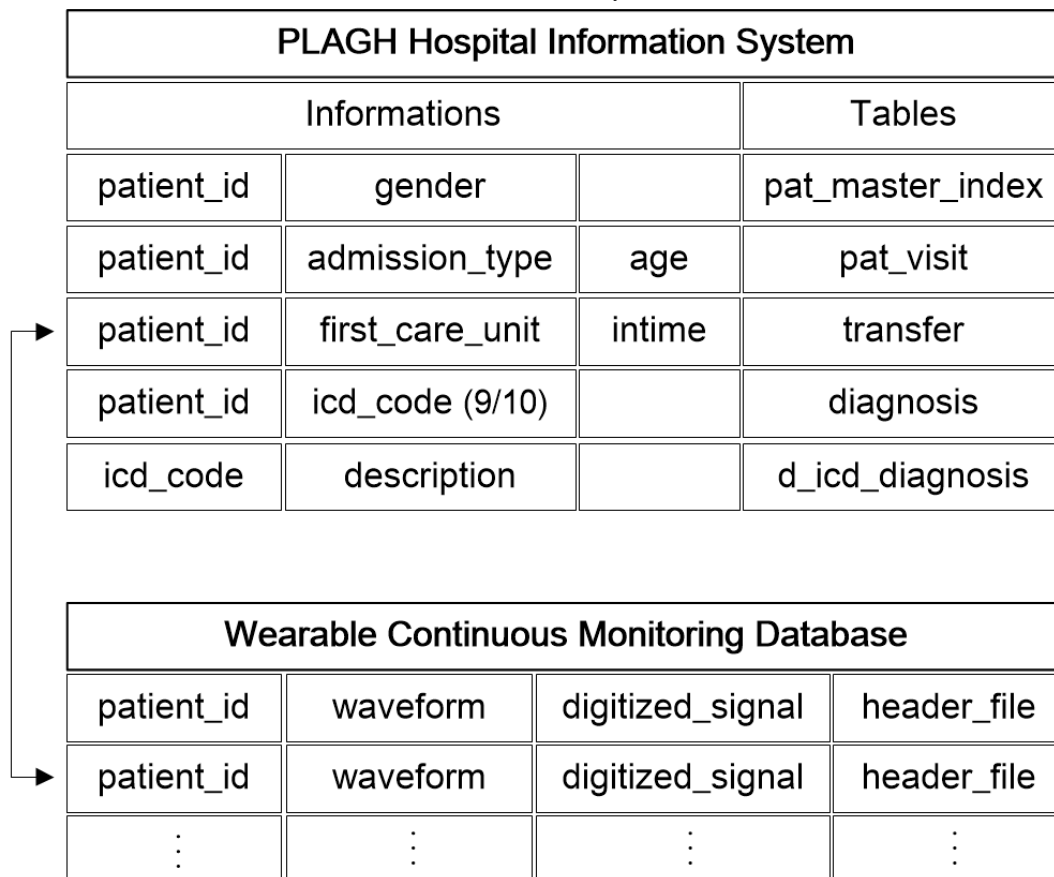 PLAGH Hospital Information System
Informations Tables
patient_id gender pat_master_index
patient_id admission_type age pat_visit
patient_id first_care_unit intime transfer
patient_id icd_code (9/10) diagnosis
icd_code description d_icd_diagnosis
Wearable Continuous Monitoring Database
patient_id waveform digitized_signal header_file
patient_id waveform digitized_signal header_file
⋮ ⋮ ⋮ ⋮